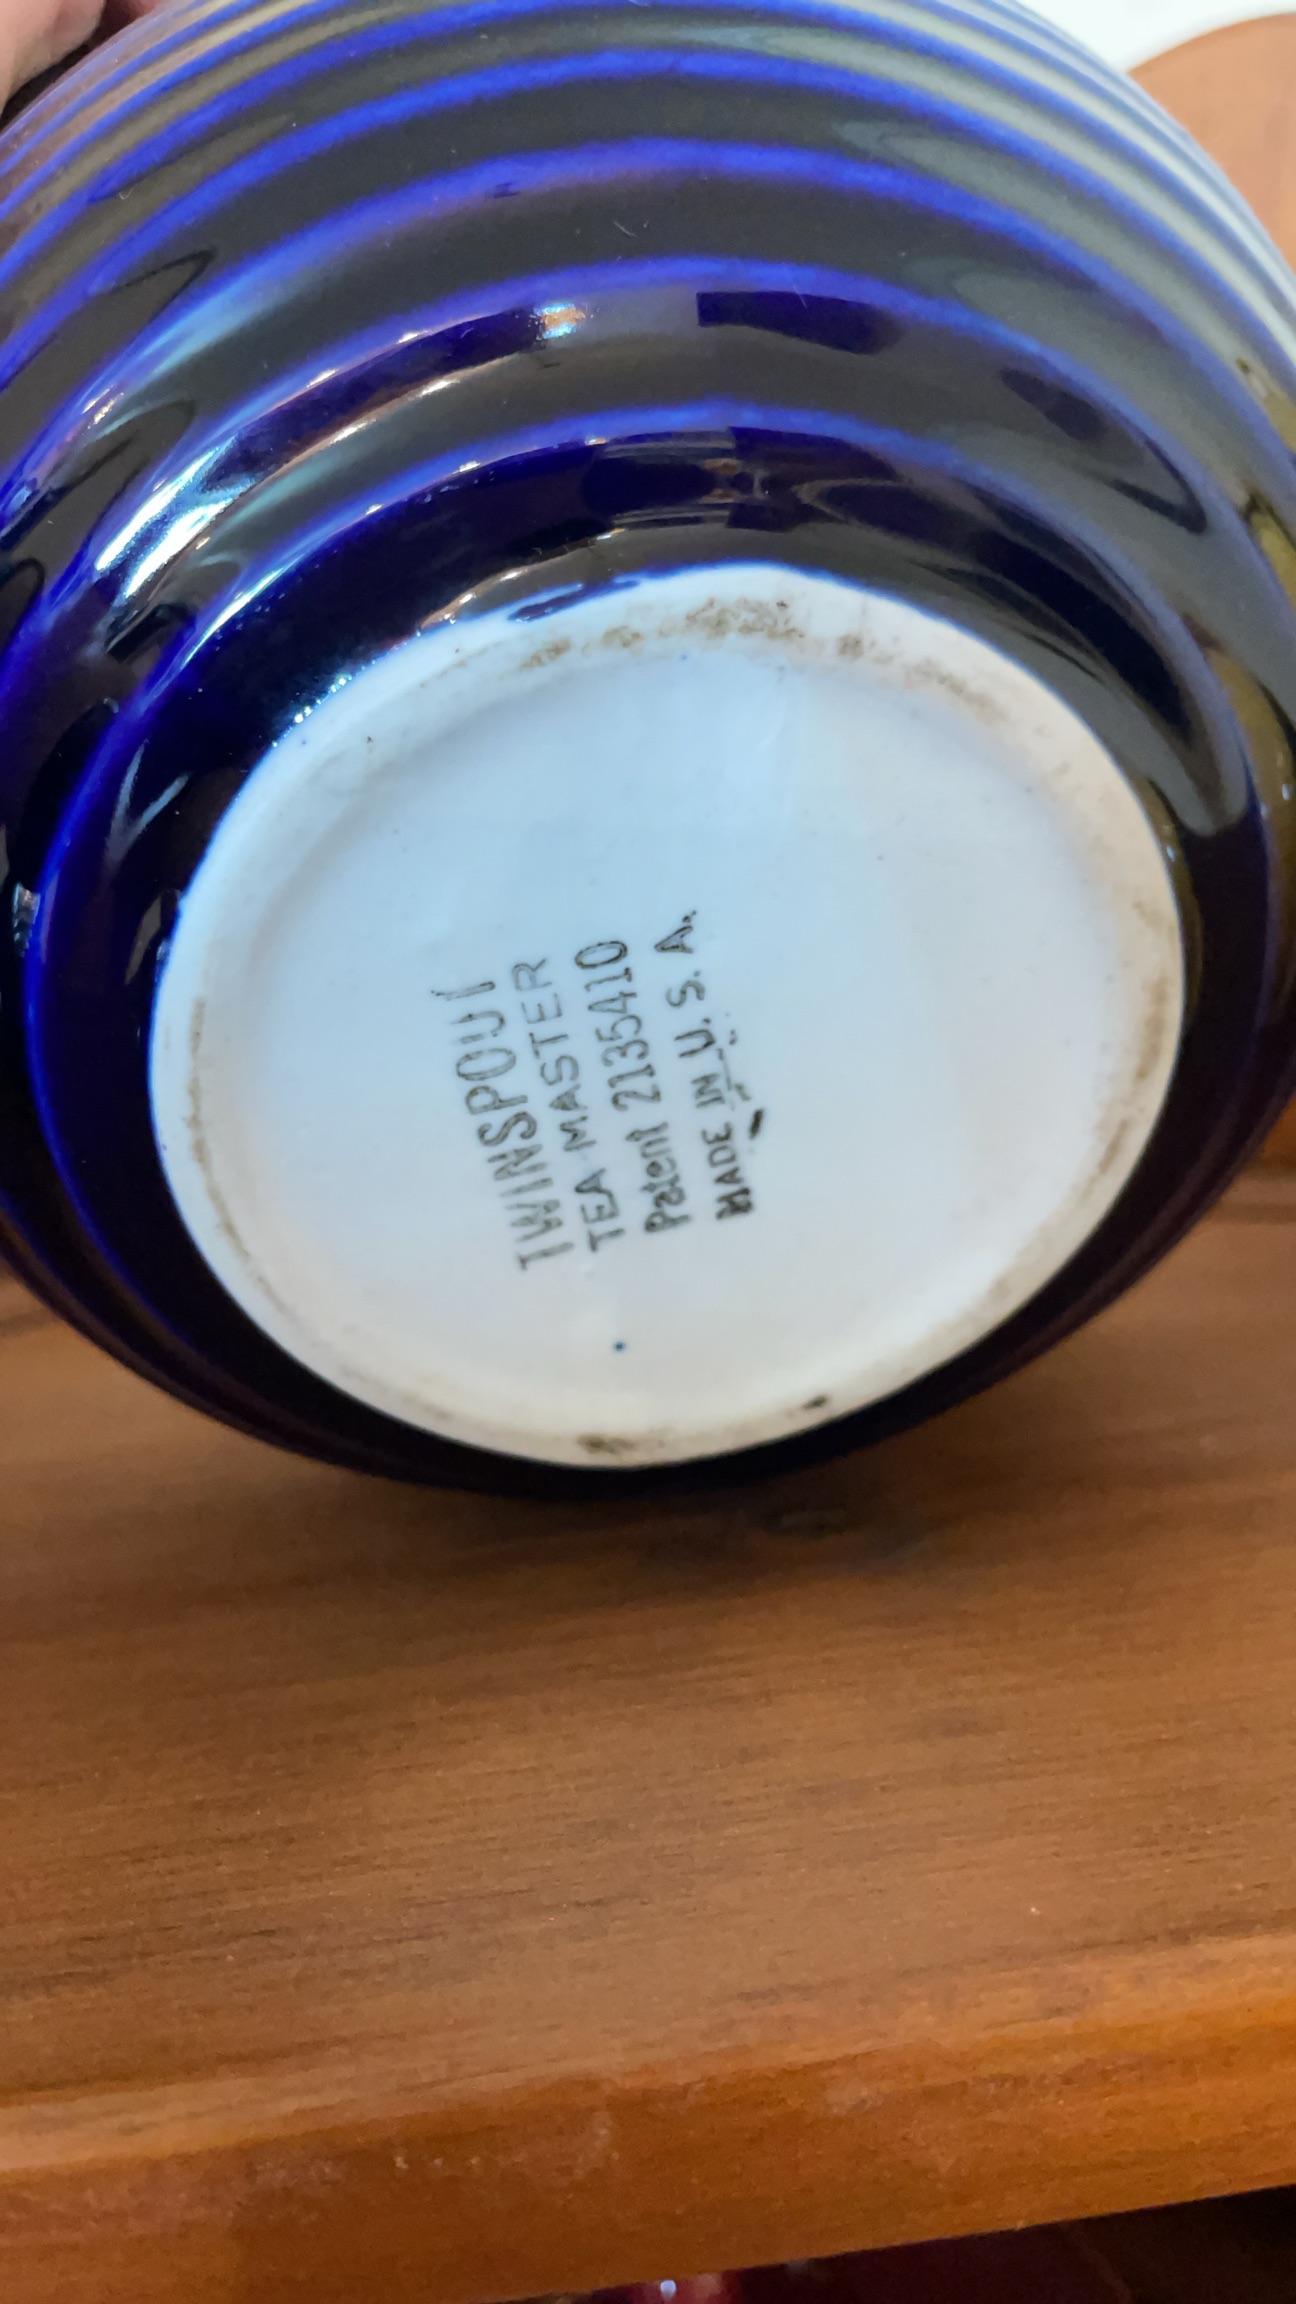 TWINSPOUT
TEA MASTER
Patent 2135410
MADE IN U.S.A.